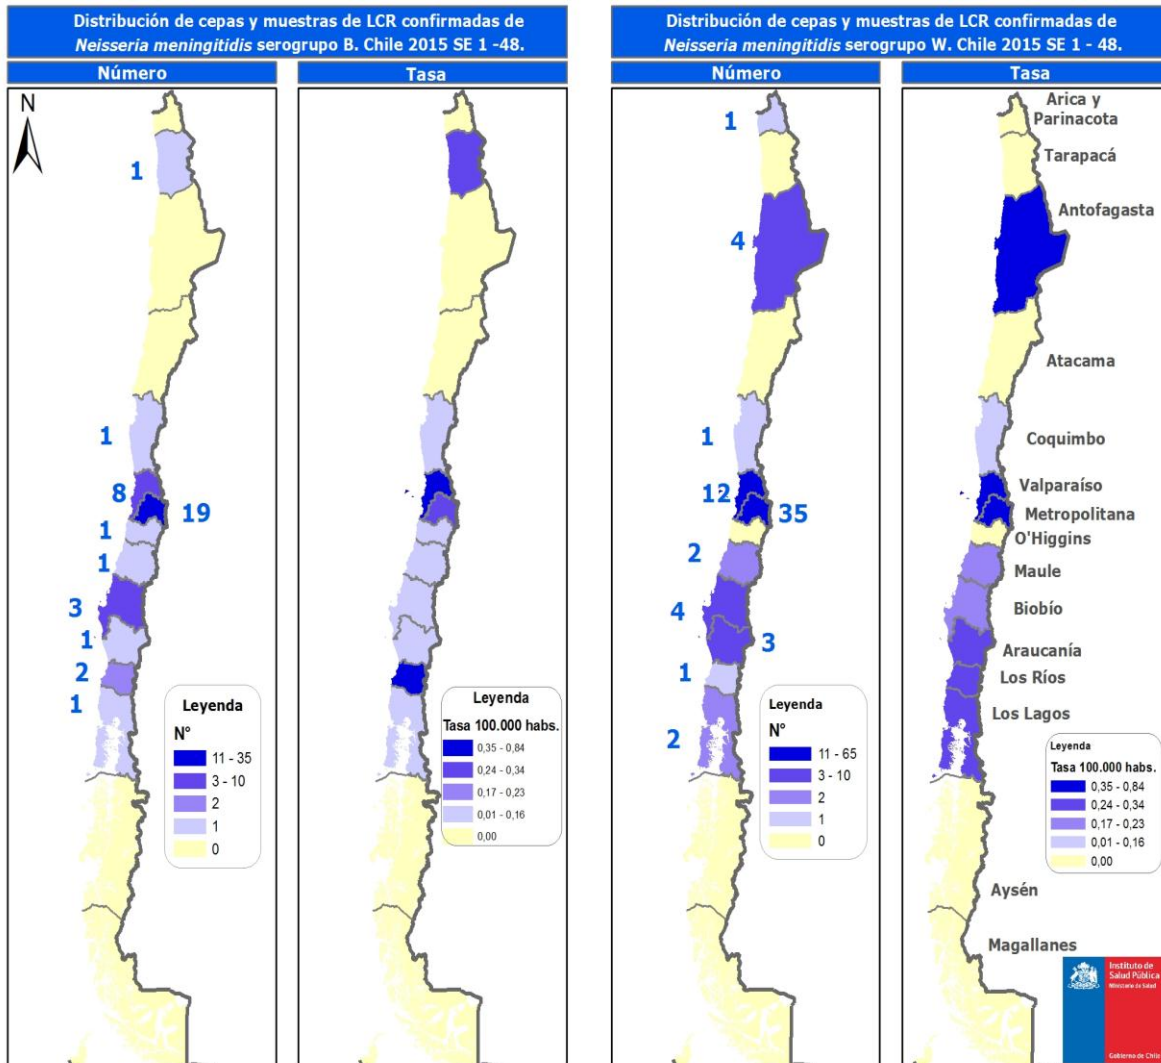 Distribución de cepas y muestras de LCR confirmadas de
Neisseria meningitidis serogrupo B. Chile 2015 SE 1 -48.
Número
Tasa
N
1
1
8
19
1
1
3
1
2
1
Leyenda
N°
11 - 35
3 - 10
2
1
0
Leyenda
Tasa 100.000 habs.
0,35 - 0,84
0,24 - 0,34
0,17 - 0,23
0,01 - 0,16
0,00
Distribución de cepas y muestras de LCR confirmadas de
Neisseria meningitidis serogrupo W. Chile 2015 SE 1 - 48.
Número
Tasa
1
4
1
12
35
2
4
3
1
2
Leyenda
N°
11 - 65
3 - 10
2
1
0
Arica y
Parinacota
Tarapacá
Antofagasta
Atacama
Coquimbo
Valparaíso
Metropolitana
O'Higgins
Maule
Biobío
Araucanía
Los Ríos
Los Lagos
Leyenda
Tasa 100.000 habs.
0,35 - 0,84
0,24 - 0,34
0,17 - 0,23
0,01 - 0,16
0,00
Aysén
Magallanes
Instituto de
Salud Pública
Ministerio de Salud
Gobierno de Chile